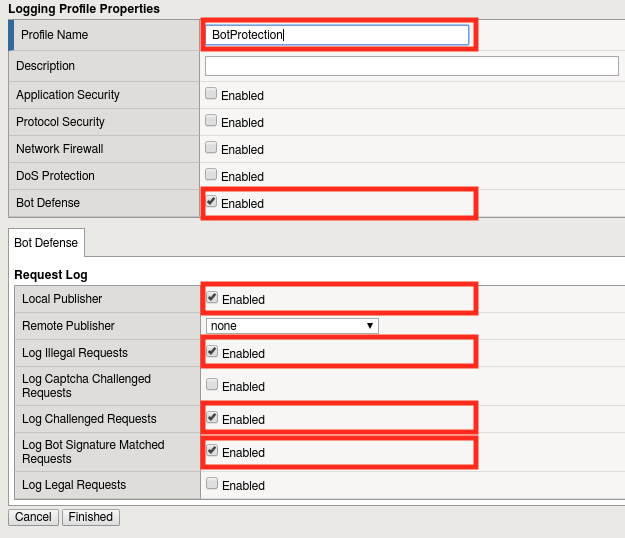 Logging Profile Properties
Profile Name BotProtection
Description
Application Security Enabled
Protocol Security Enabled
Network Firewall Enabled
DoS Protection Enabled
Bot Defense Enabled
Bot Defense
Request Log
Local Publisher Enabled
Remote Publisher none
Log Illegal Requests Enabled
Log Captcha Challenged
Requests Enabled
Log Challenged Requests Enabled
Log Bot Signature Matched
Requests Enabled
Log Legal Requests Enabled
Cancel Finished